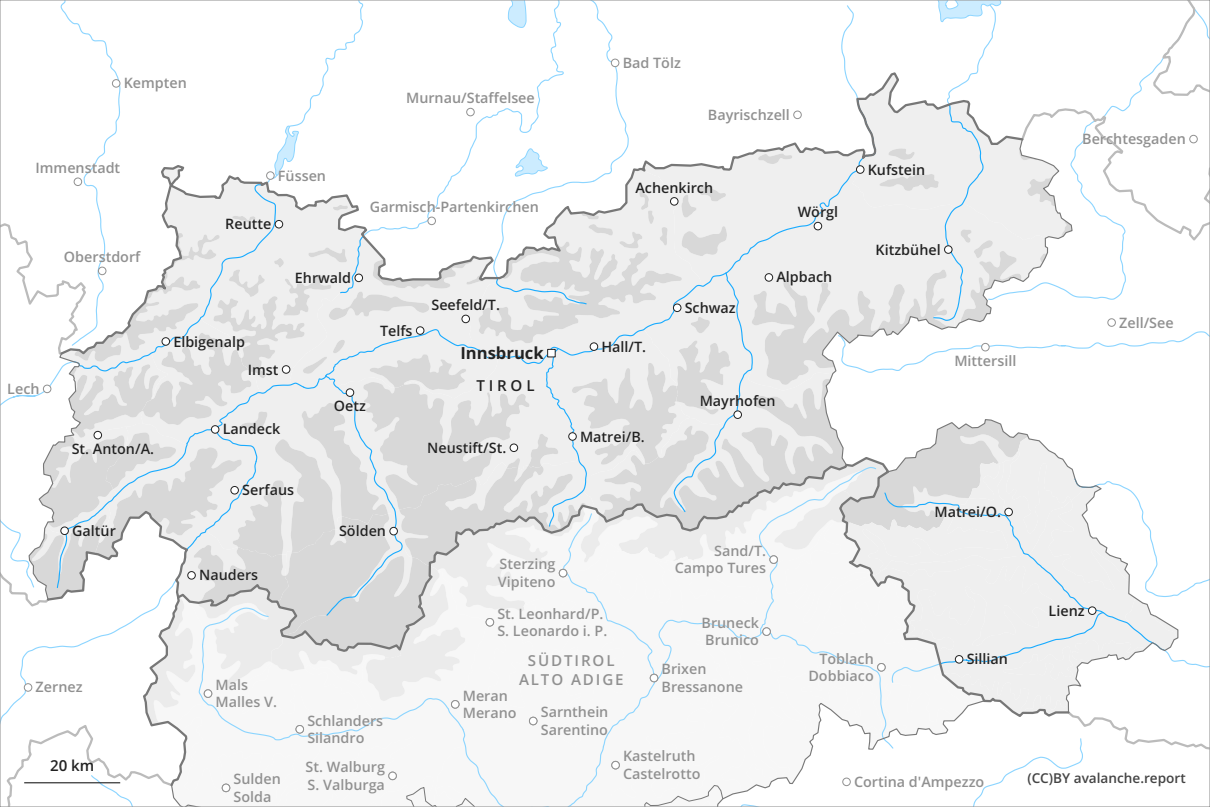 Kempten
Bad Tölz
Murnau/Staffelsee
Bayrischzell
Berchtesgaden
Immenstadt
Füssen
Kufstein
Achenkirch
Garmisch-Partenkirchen
Wörgl
Reutte
Kitzbühel
Oberstdorf
Ehrwald
Alpbach
Seefeld/T.
Schwaz
Telfs
Zell/See
Elbigenalp
Innsbruck
Hall/T.
Mittersill
Imst
TIROL
Lech
Oetz
Mayrhofen
Landeck
Matrei/B.
St. Anton/A.
Neustift/St.
Serfaus
Matrei/O.
Galtür
Sölden
Sand/T.
Campo Tures
Sterzing
Vipiteno
Nauders
Lienz
St. Leonhard/P.
S. Leonardo i. P.
Bruneck
Brunico
SÜDTIROL
ALTO ADIGE
Toblach
Dobbiaco
Sillian
Brixen
Bressanone
Zernez
Mals
Malles V.
Meran
Merano
Sarnthein
Sarentino
Schlanders
Silandro
Kastelruth
Castelrotto
20 km
St. Walburg
S. Valburga
Sulden
Solda
Cortina d'Ampezzo
(CC)BY avalanche.report